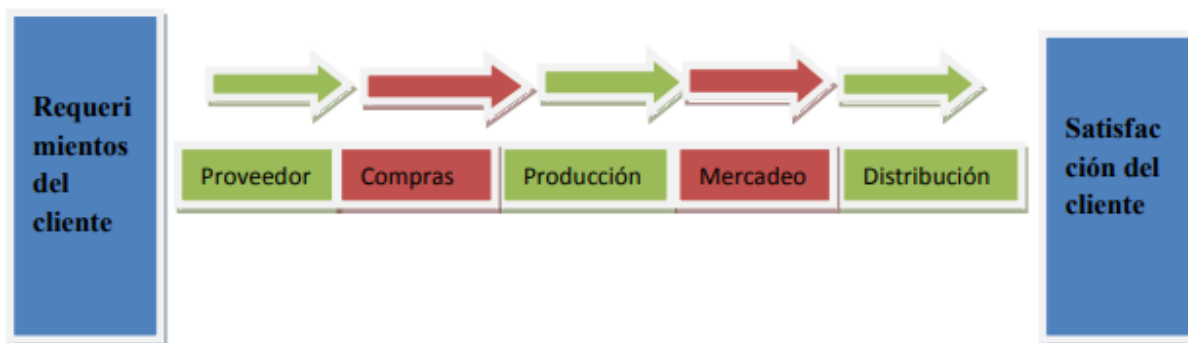 Requeri
mientos
del
cliente
Proveedor Compras Producción Mercadeo Distribución
Satisfac
ción del
cliente